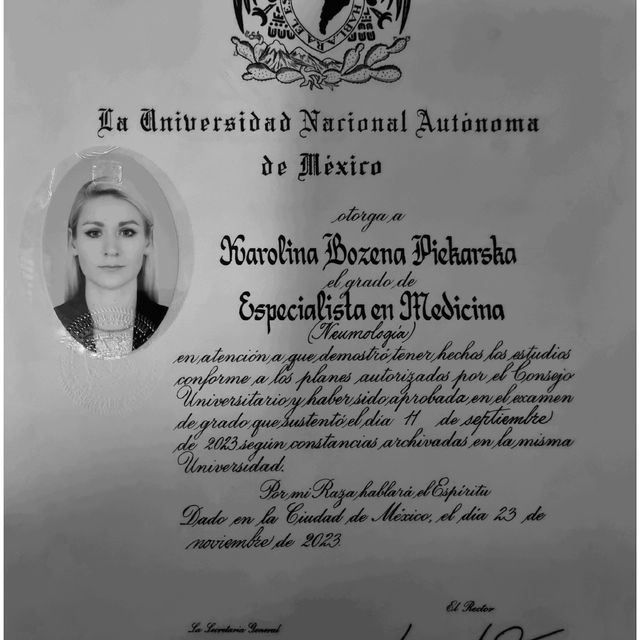 HABLARA EL ES
La Universidad Nacional Autónoma
de México
otorga a
Karolina Bozena Piekarska
el grado de
Especialista en Medicina
(Neumología)
en atención a que demostró tener hechos los estudios
conforme a los planes autorizados por el Consejo
Universitario y haber sido aprobada en el examen
de grado que sustentó el día 11 de septiembre
de 2023 según constancias archivadas en la misma
Universidad.
Por mi Raza hablará el Espíritu
Dado en la Ciudad de México, el día 23 de
noviembre de 2023
El Rector
La Secretaria General